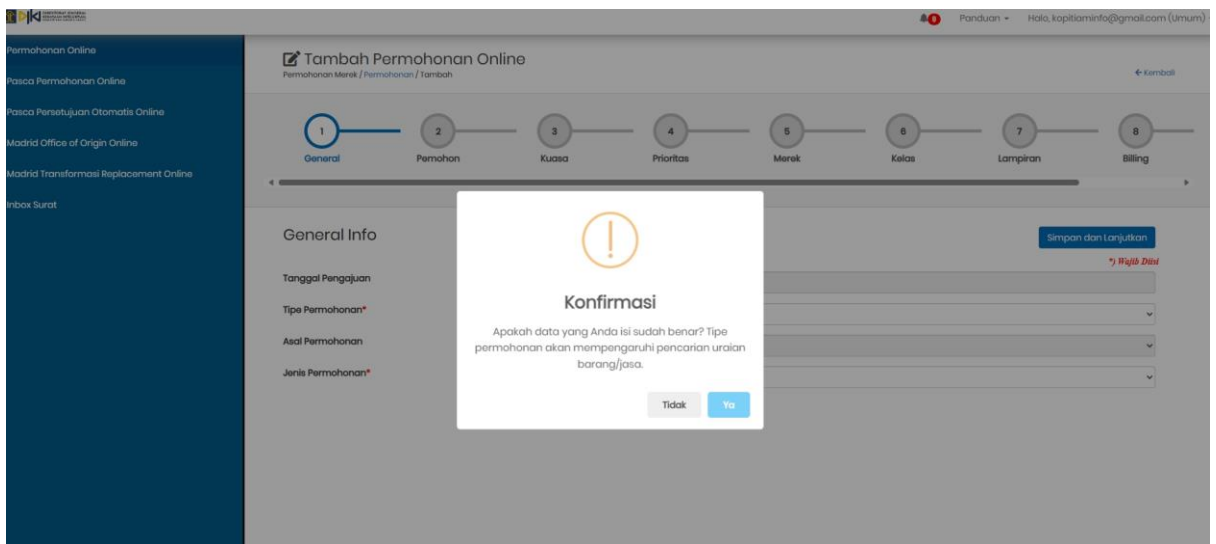 DJKI
0
Panduan
Halo, kopitiaminfo@gmail.com (Umum)
Permohonan Online
Pasca Permohonan Online
Pasca Persetujuan Otomatis Online
Madrid Office of Origin Online
Madrid Transformasi Replacement Online
Inbox Surat
Tambah Permohonan Online
Permohonan Merek / Permohonan / Tambah
Kembali
1
2
3
4
5
6
7
8
General
Pemohon
Kuasa
Prioritas
Merek
Kelas
Lampiran
Billing
General Info
Simpan dan Lanjutkan
*) Wajib Diisi
Tanggal Pengajuan
Tipe Permohonan*
Asal Permohonan
Jenis Permohonan*
Konfirmasi
Apakah data yang Anda isi sudah benar? Tipe
permohonan akan mempengaruhi pencarian uraian
barang/jasa.
Tidak
Ya